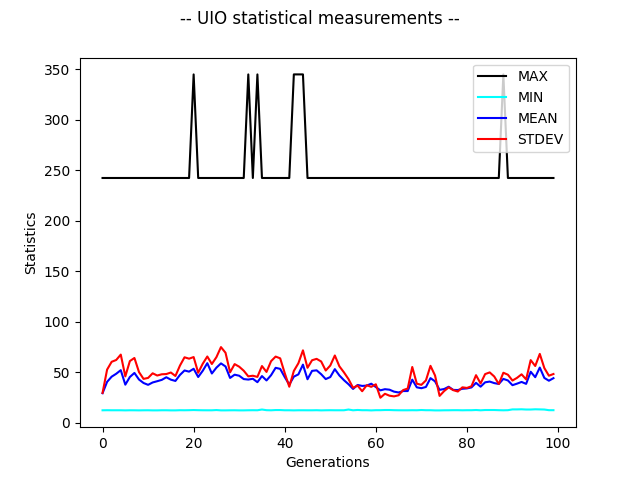 -- UIO statistical measurements --
350
300
250
200
150
100
50
0
Statistics
MAX
MIN
MEAN
STDEV
0 20 40 60 80 100
Generations